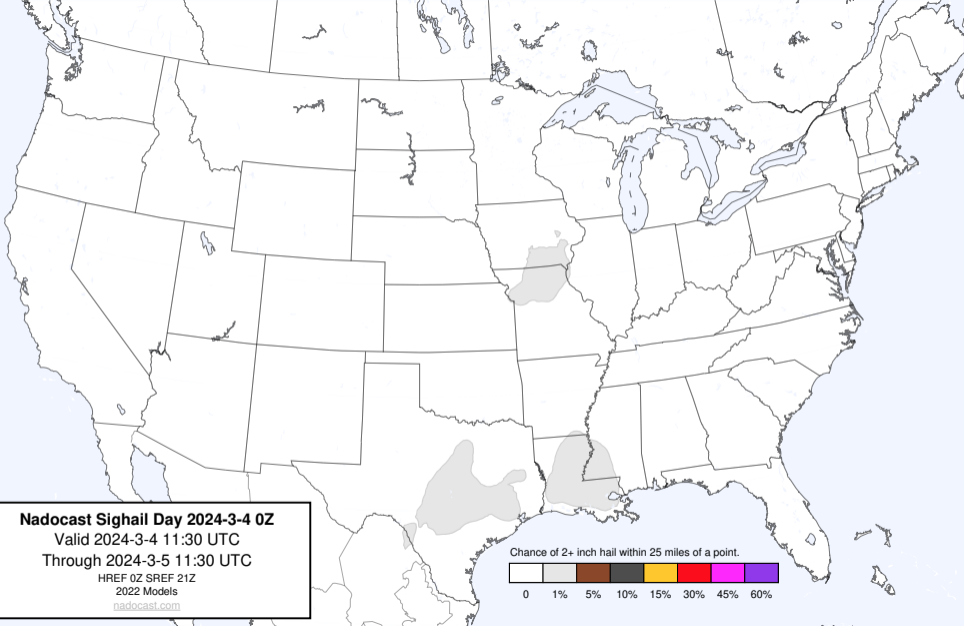 Nadocast Sighail Day 2024-3-4 0Z
Valid 2024-3-4 11:30 UTC
Through 2024-3-5 11:30 UTC
HREF 0Z SREF 21Z
2022 Models
nadocast.com
Chance of 2+ inch hail within 25 miles of a point.
0 1% 5% 10% 15% 30% 45% 60%